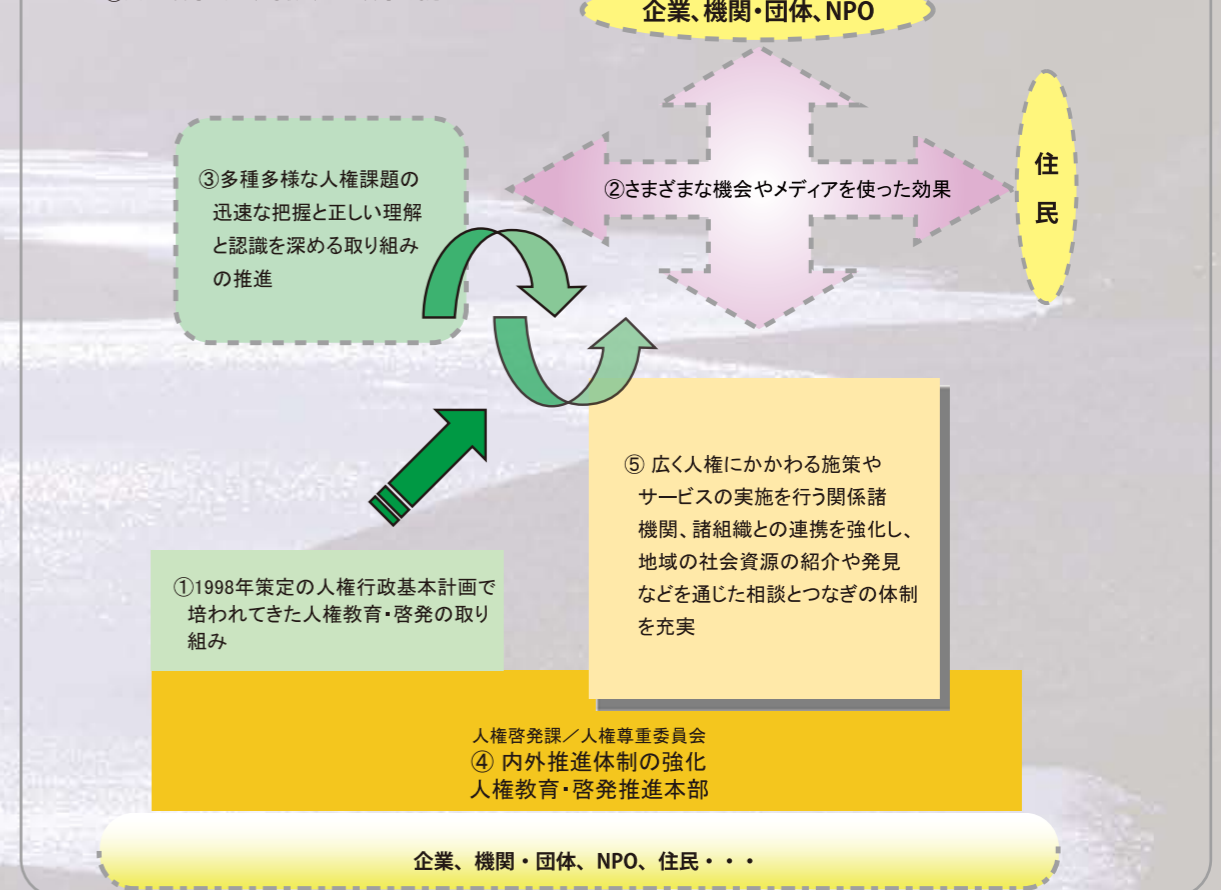 企業、機関・団体、NPO
住
民
②さまざまな機会やメディアを使った効果
③多種多様な人権課題の
迅速な把握と正しい理解
と認識を深める取り組み
の推進
⑤ 広く人権にかかわる施策や
サービスの実施を行う関係諸
機関、諸組織との連携を強化し、
地域の社会資源の紹介や発見
などを通じた相談とつなぎの体制
を充実
①1998年策定の人権行政基本計画で
培われてきた人権教育・啓発の取り
組み
人権啓発課／人権尊重委員会
④ 内外推進体制の強化
人権教育・啓発推進本部
企業、機関・団体、NPO、住民・・・